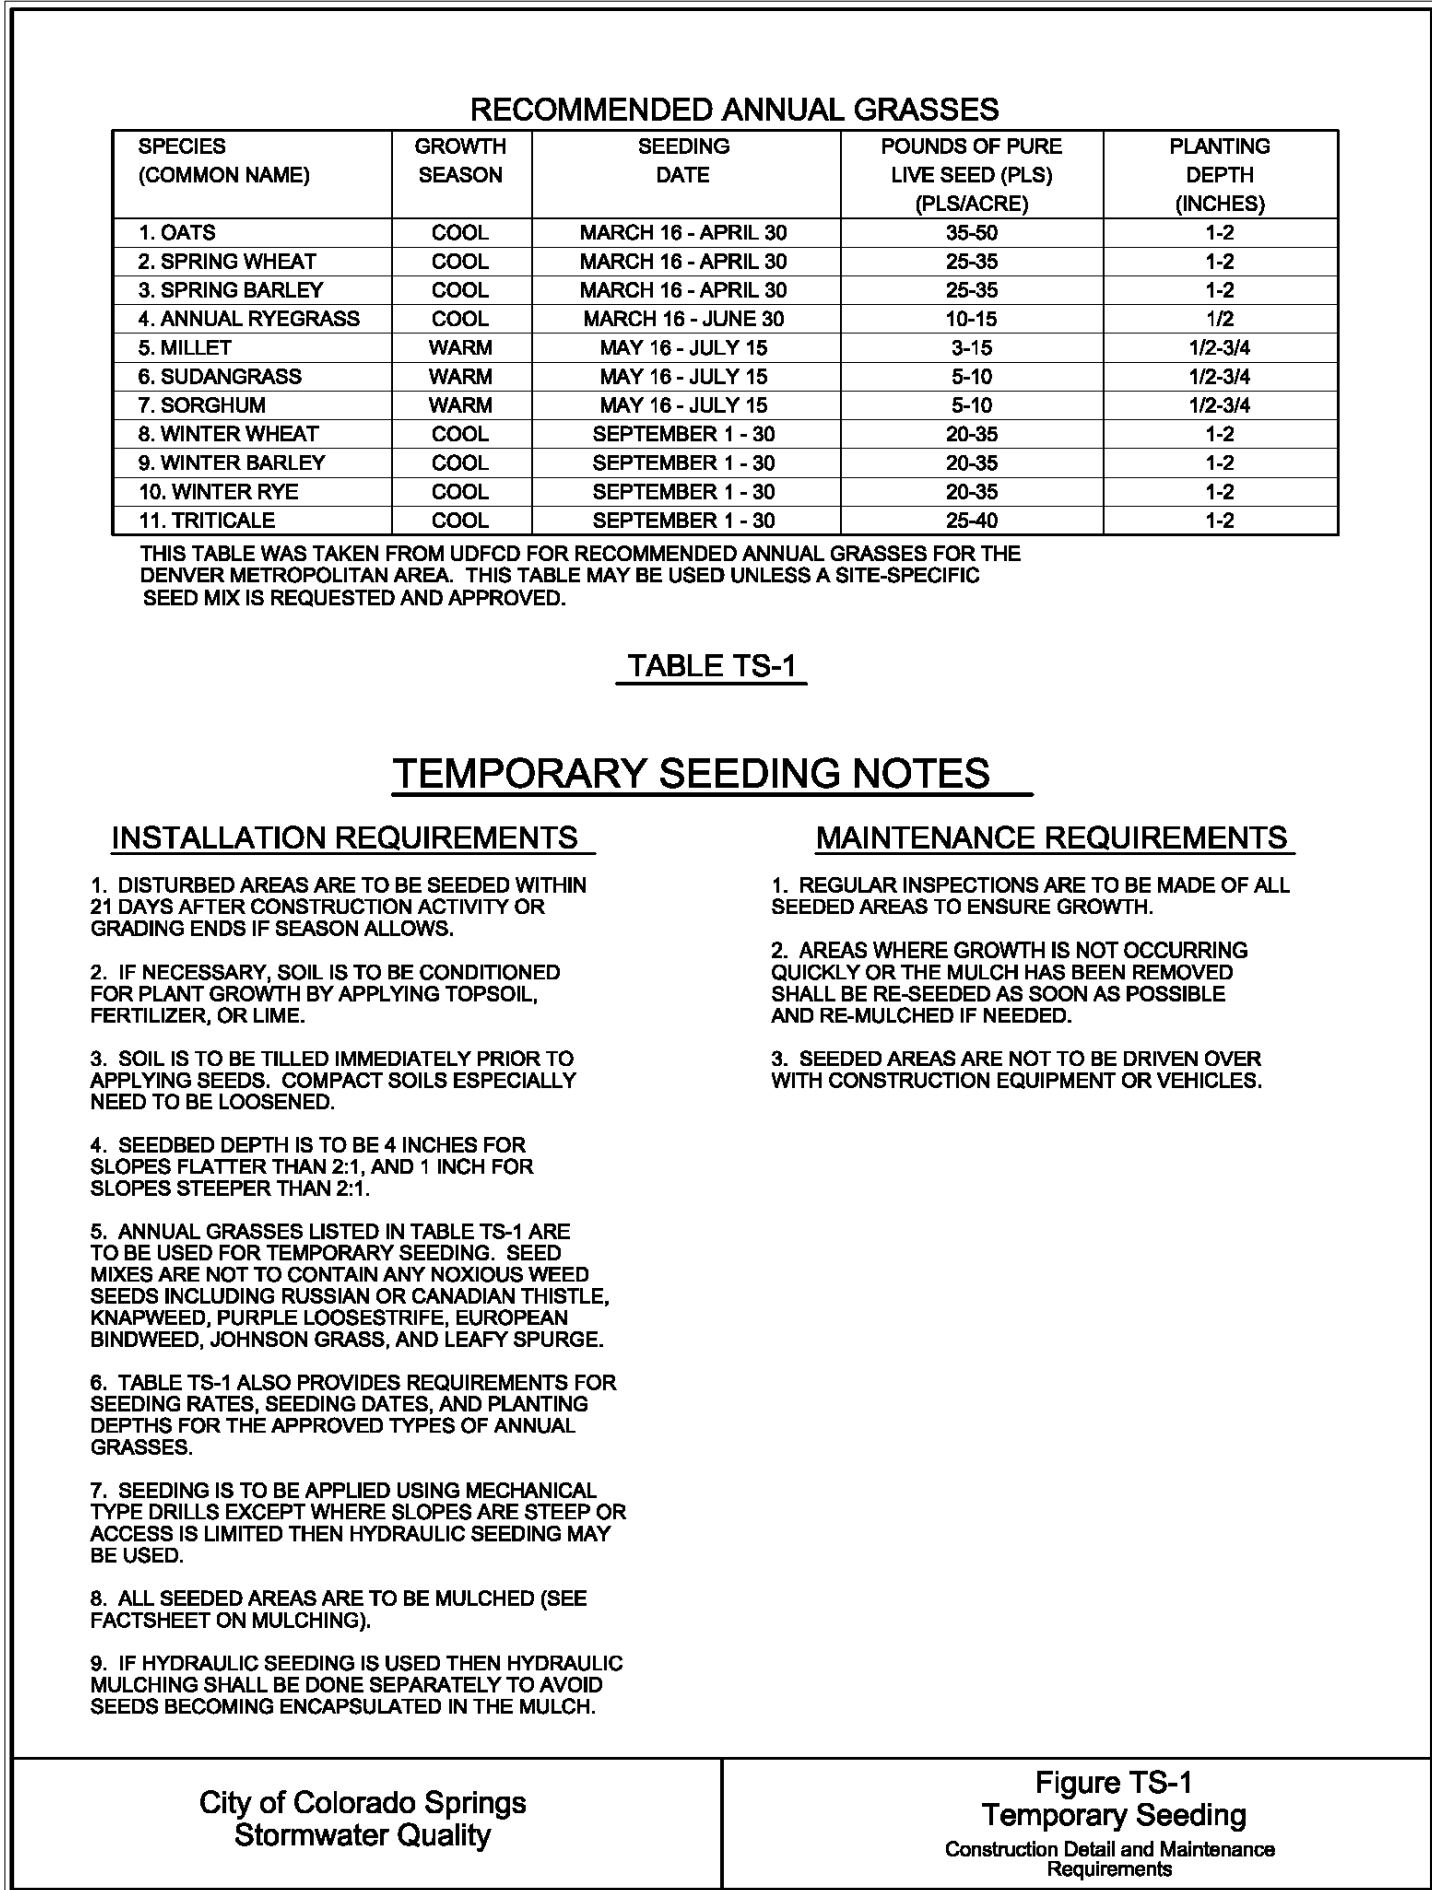 RECOMMENDED ANNUAL GRASSES
SPECIES (COMMON NAME) GROWTH SEASON SEEDING DATE POUNDS OF PURE LIVE SEED (PLS) (PLS/ACRE) PLANTING DEPTH (INCHES)
1. OATS COOL MARCH 16 - APRIL 30 35-50 1-2
2. SPRING WHEAT COOL MARCH 16 - APRIL 30 25-35 1-2
3. SPRING BARLEY COOL MARCH 16 - APRIL 30 25-35 1-2
4. ANNUAL RYEGRASS COOL MARCH 16 - JUNE 30 10-15 1/2
5. MILLET WARM MAY 16 - JULY 15 3-15 1/2-3/4
6. SUDANGRASS WARM MAY 16 - JULY 15 5-10 1/2-3/4
7. SORGHUM WARM MAY 16 - JULY 15 5-10 1/2-3/4
8. WINTER WHEAT COOL SEPTEMBER 1 - 30 20-35 1-2
9. WINTER BARLEY COOL SEPTEMBER 1 - 30 20-35 1-2
10. WINTER RYE COOL SEPTEMBER 1 - 30 20-35 1-2
11. TRITICALE COOL SEPTEMBER 1 - 30 25-40 1-2
THIS TABLE WAS TAKEN FROM UDFCD FOR RECOMMENDED ANNUAL GRASSES FOR THE
DENVER METROPOLITAN AREA. THIS TABLE MAY BE USED UNLESS A SITE-SPECIFIC
SEED MIX IS REQUESTED AND APPROVED.
TABLE TS-1
TEMPORARY SEEDING NOTES
INSTALLATION REQUIREMENTS
1. DISTURBED AREAS ARE TO BE SEEDED WITHIN
21 DAYS AFTER CONSTRUCTION ACTIVITY OR
GRADING ENDS IF SEASON ALLOWS.
2. IF NECESSARY, SOIL IS TO BE CONDITIONED
FOR PLANT GROWTH BY APPLYING TOPSOIL,
FERTILIZER, OR LIME.
3. SOIL IS TO BE TILLED IMMEDIATELY PRIOR TO
APPLYING SEEDS. COMPACT SOILS ESPECIALLY
NEED TO BE LOOSENED.
4. SEEDBED DEPTH IS TO BE 4 INCHES FOR
SLOPES FLATTER THAN 2:1, AND 1 INCH FOR
SLOPES STEEPER THAN 2:1.
5. ANNUAL GRASSES LISTED IN TABLE TS-1 ARE
TO BE USED FOR TEMPORARY SEEDING. SEED
MIXES ARE NOT TO CONTAIN ANY NOXIOUS WEED
SEEDS INCLUDING RUSSIAN OR CANADIAN THISTLE,
KNAPWEED, PURPLE LOOSESTRIFE, EUROPEAN
BINDWEED, JOHNSON GRASS, AND LEAFY SPURGE.
6. TABLE TS-1 ALSO PROVIDES REQUIREMENTS FOR
SEEDING RATES, SEEDING DATES, AND PLANTING
DEPTHS FOR THE APPROVED TYPES OF ANNUAL
GRASSES.
7. SEEDING IS TO BE APPLIED USING MECHANICAL
TYPE DRILLS EXCEPT WHERE SLOPES ARE STEEP OR
ACCESS IS LIMITED THEN HYDRAULIC SEEDING MAY
BE USED.
8. ALL SEEDED AREAS ARE TO BE MULCHED (SEE
FACTSHEET ON MULCHING).
9. IF HYDRAULIC SEEDING IS USED THEN HYDRAULIC
MULCHING SHALL BE DONE SEPARATELY TO AVOID
SEEDS BECOMING ENCAPSULATED IN THE MULCH.
MAINTENANCE REQUIREMENTS
1. REGULAR INSPECTIONS ARE TO BE MADE OF ALL
SEEDED AREAS TO ENSURE GROWTH.
2. AREAS WHERE GROWTH IS NOT OCCURRING
QUICKLY OR THE MULCH HAS BEEN REMOVED
SHALL BE RE-SEEDED AS SOON AS POSSIBLE
AND RE-MULCHED IF NEEDED.
3. SEEDED AREAS ARE NOT TO BE DRIVEN OVER
WITH CONSTRUCTION EQUIPMENT OR VEHICLES.
City of Colorado Springs
Stormwater Quality
Figure TS-1
Temporary Seeding
Construction Detail and Maintenance
Requirements